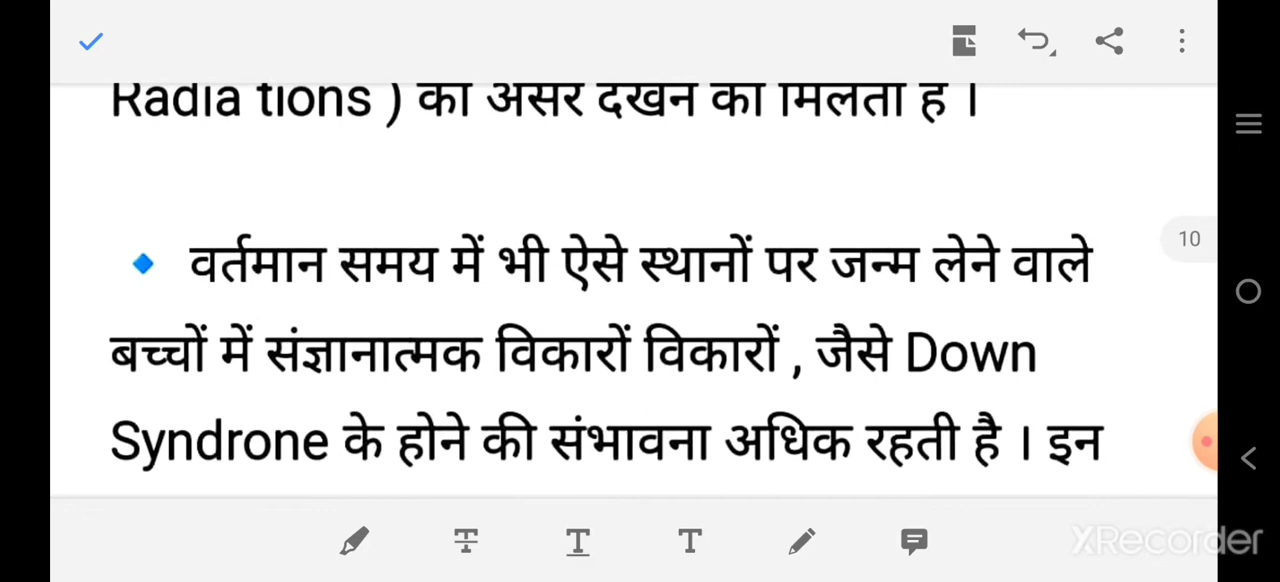 Radia tions ) का असर देखने को मिलता है ।
10
वर्तमान समय में भी ऐसे स्थानों पर जन्म लेने वाले
बच्चों में संज्ञानात्मक विकारों विकारों , जैसे Down
Syndrone के होने की संभावना अधिक रहती है । इन
T T T
XRecorder